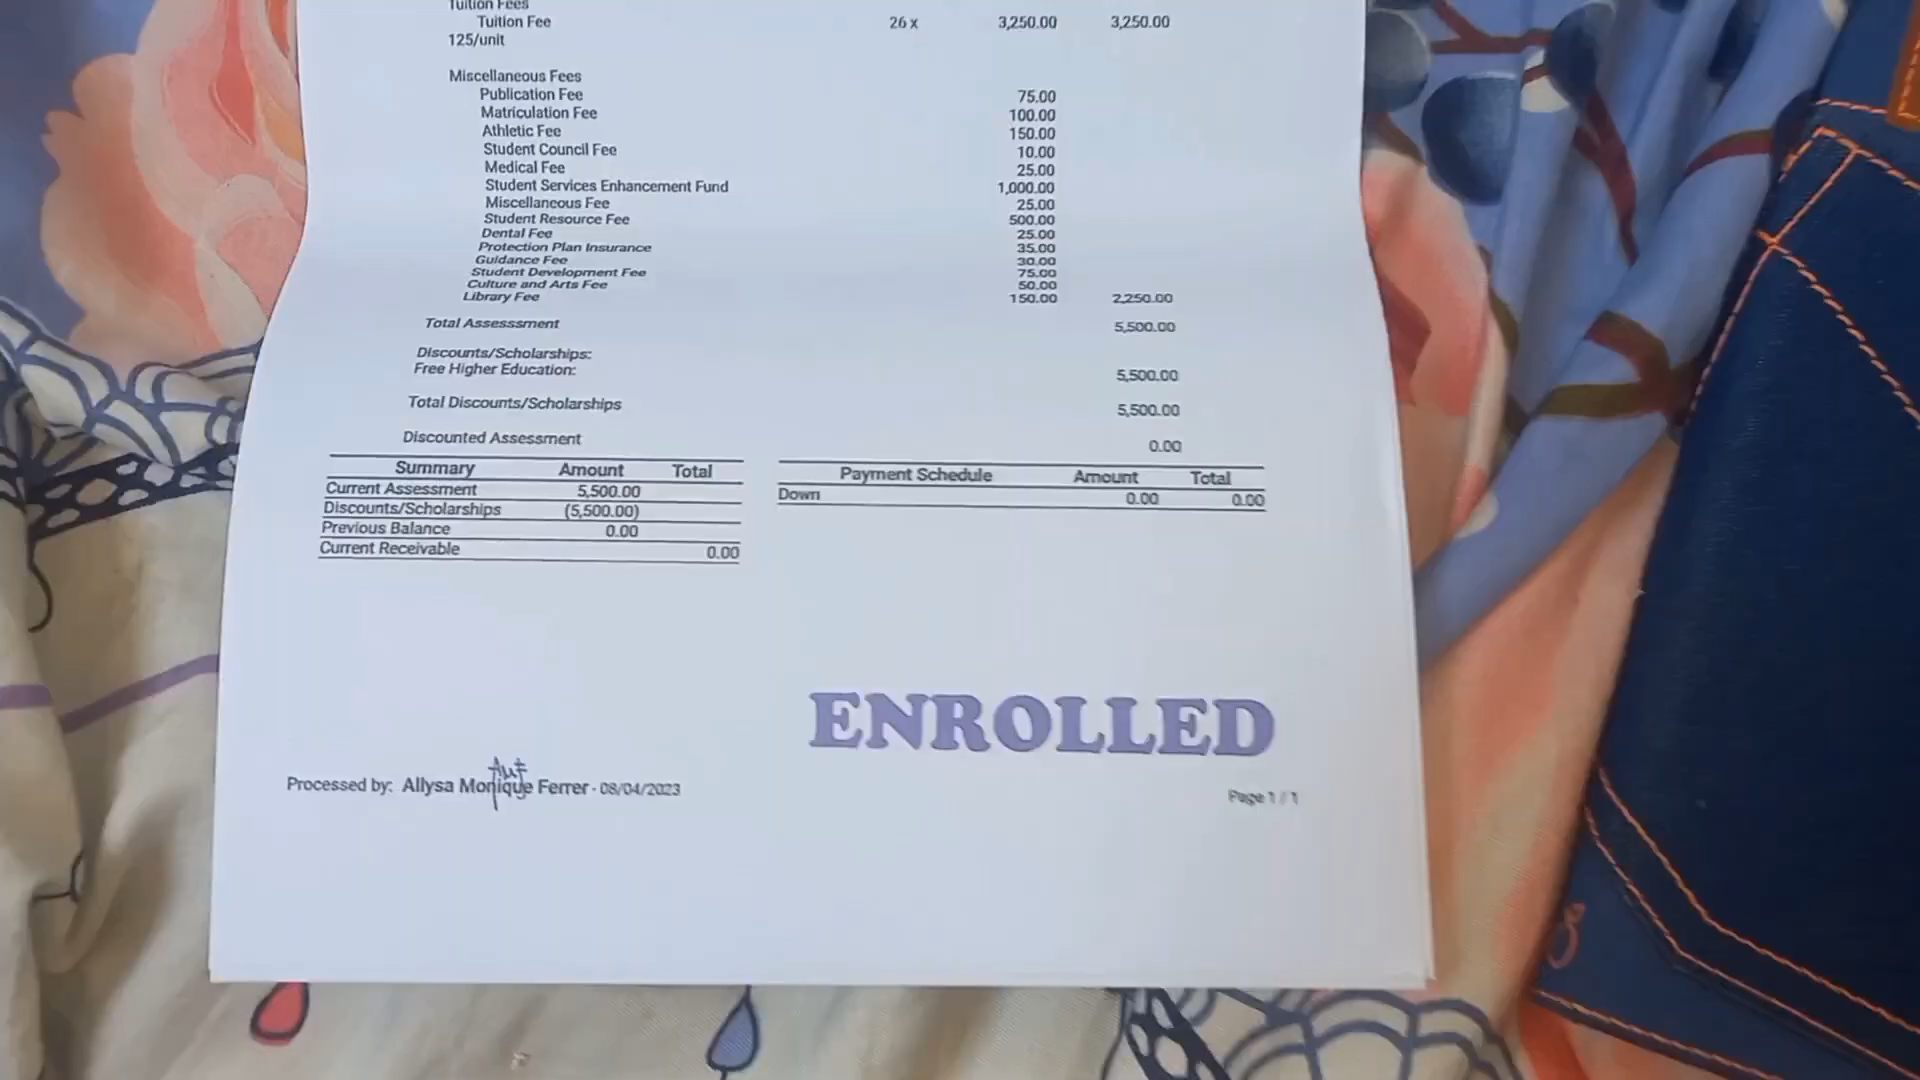 Tuition Fees
Tuition Fee 26 x 3,250.00 3,250.00
125/unit
Miscellaneous Fees
Publication Fee 75.00
Matriculation Fee 100.00
Athletic Fee 150.00
Student Council Fee 10.00
Medical Fee 25.00
Student Services Enhancement Fund 1,000.00
Miscellaneous Fee 25.00
Student Resource Fee 500.00
Dental Fee 25.00
Protection Plan Insurance 35.00
Guidance Fee 30.00
Student Development Fee 75.00
Culture and Arts Fee 50.00
Library Fee 150.00 2,250.00
Total Assesssment 5,500.00
Discounts/Scholarships:
Free Higher Education: 5,500.00
Total Discounts/Scholarships 5,500.00
Discounted Assessment 0.00
Summary Amount Total
Current Assessment 5,500.00
Discounts/Scholarships (5,500.00)
Previous Balance 0.00
Current Receivable 0.00
Payment Schedule Amount Total
Down 0.00 0.00
ENROLLED
Processed by: Allysa Monique Ferrer - 08/04/2023
Page 1 / 1